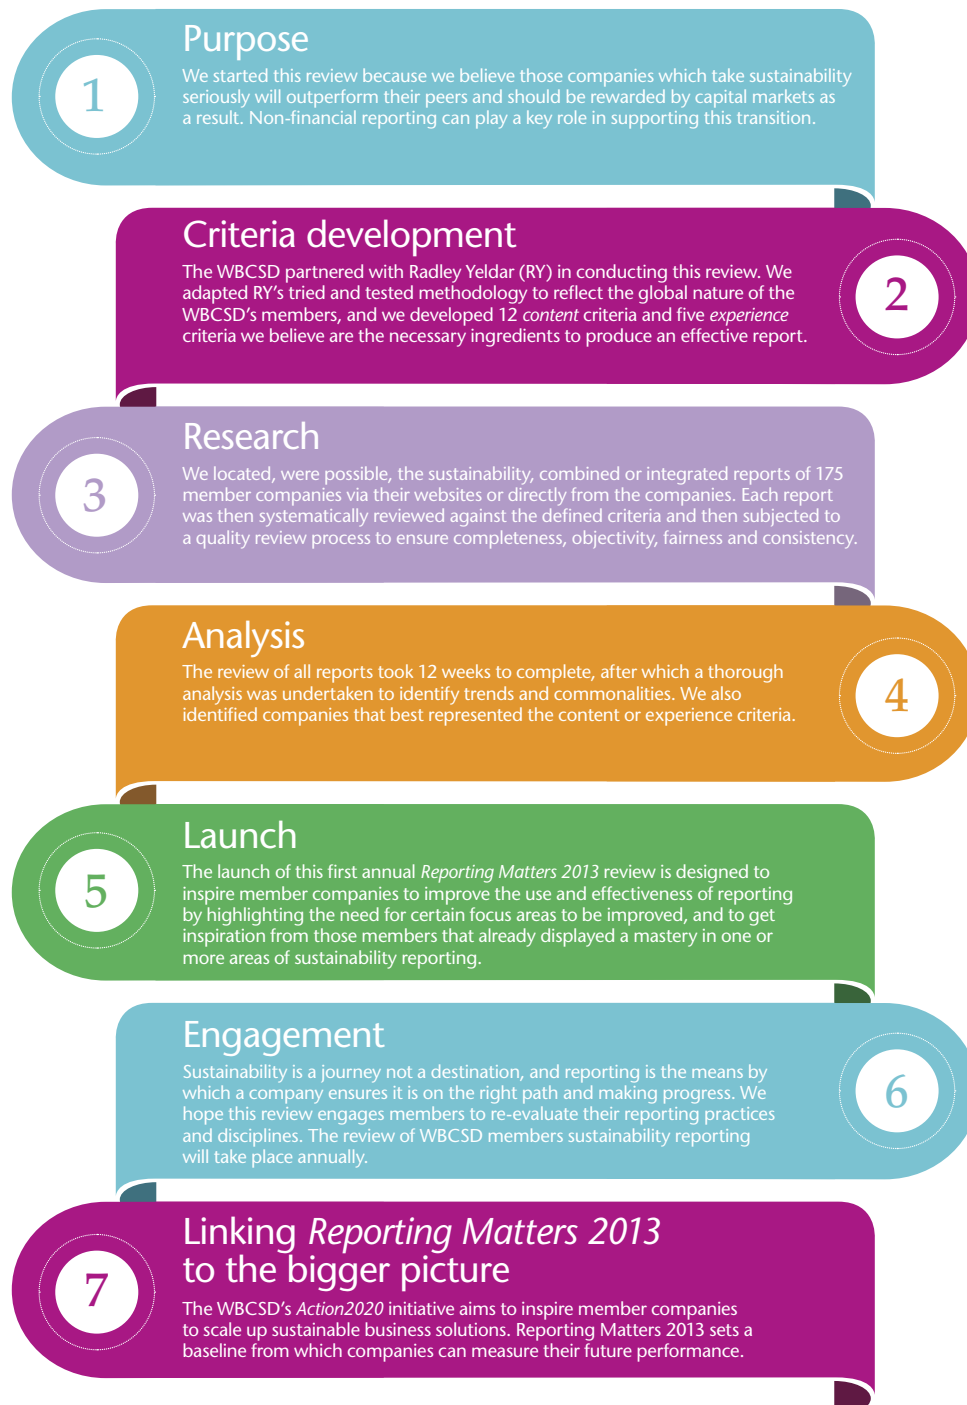 1
Purpose
We started this review because we believe those companies which take sustainability
seriously will outperform their peers and should be rewarded by capital markets as
a result. Non-financial reporting can play a key role in supporting this transition.
Criteria development
The WBCSD partnered with Radley Yeldar (RY) in conducting this review. We
adapted RY's tried and tested methodology to reflect the global nature of the
WBCSD's members, and we developed 12 content criteria and five experience
criteria we believe are the necessary ingredients to produce an effective report.
2
3
Research
We located, were possible, the sustainability, combined or integrated reports of 175
member companies via their websites or directly from the companies. Each report
was then systematically reviewed against the defined criteria and then subjected to
a quality review process to ensure completeness, objectivity, fairness and consistency.
Analysis
The review of all reports took 12 weeks to complete, after which a thorough
analysis was undertaken to identify trends and commonalities. We also
identified companies that best represented the content or experience criteria.
4
5
Launch
The launch of this first annual Reporting Matters 2013 review is designed to
inspire member companies to improve the use and effectiveness of reporting
by highlighting the need for certain focus areas to be improved, and to get
inspiration from those members that already displayed a mastery in one or
more areas of sustainability reporting.
Engagement
Sustainability is a journey not a destination, and reporting is the means by
which a company ensures it is on the right path and making progress. We
hope this review engages members to re-evaluate their reporting practices
and disciplines. The review of WBCSD members sustainability reporting
will take place annually.
6
7
Linking Reporting Matters 2013
to the bigger picture
The WBCSD's Action2020 initiative aims to inspire member companies
to scale up sustainable business solutions. Reporting Matters 2013 sets a
baseline from which companies can measure their future performance.